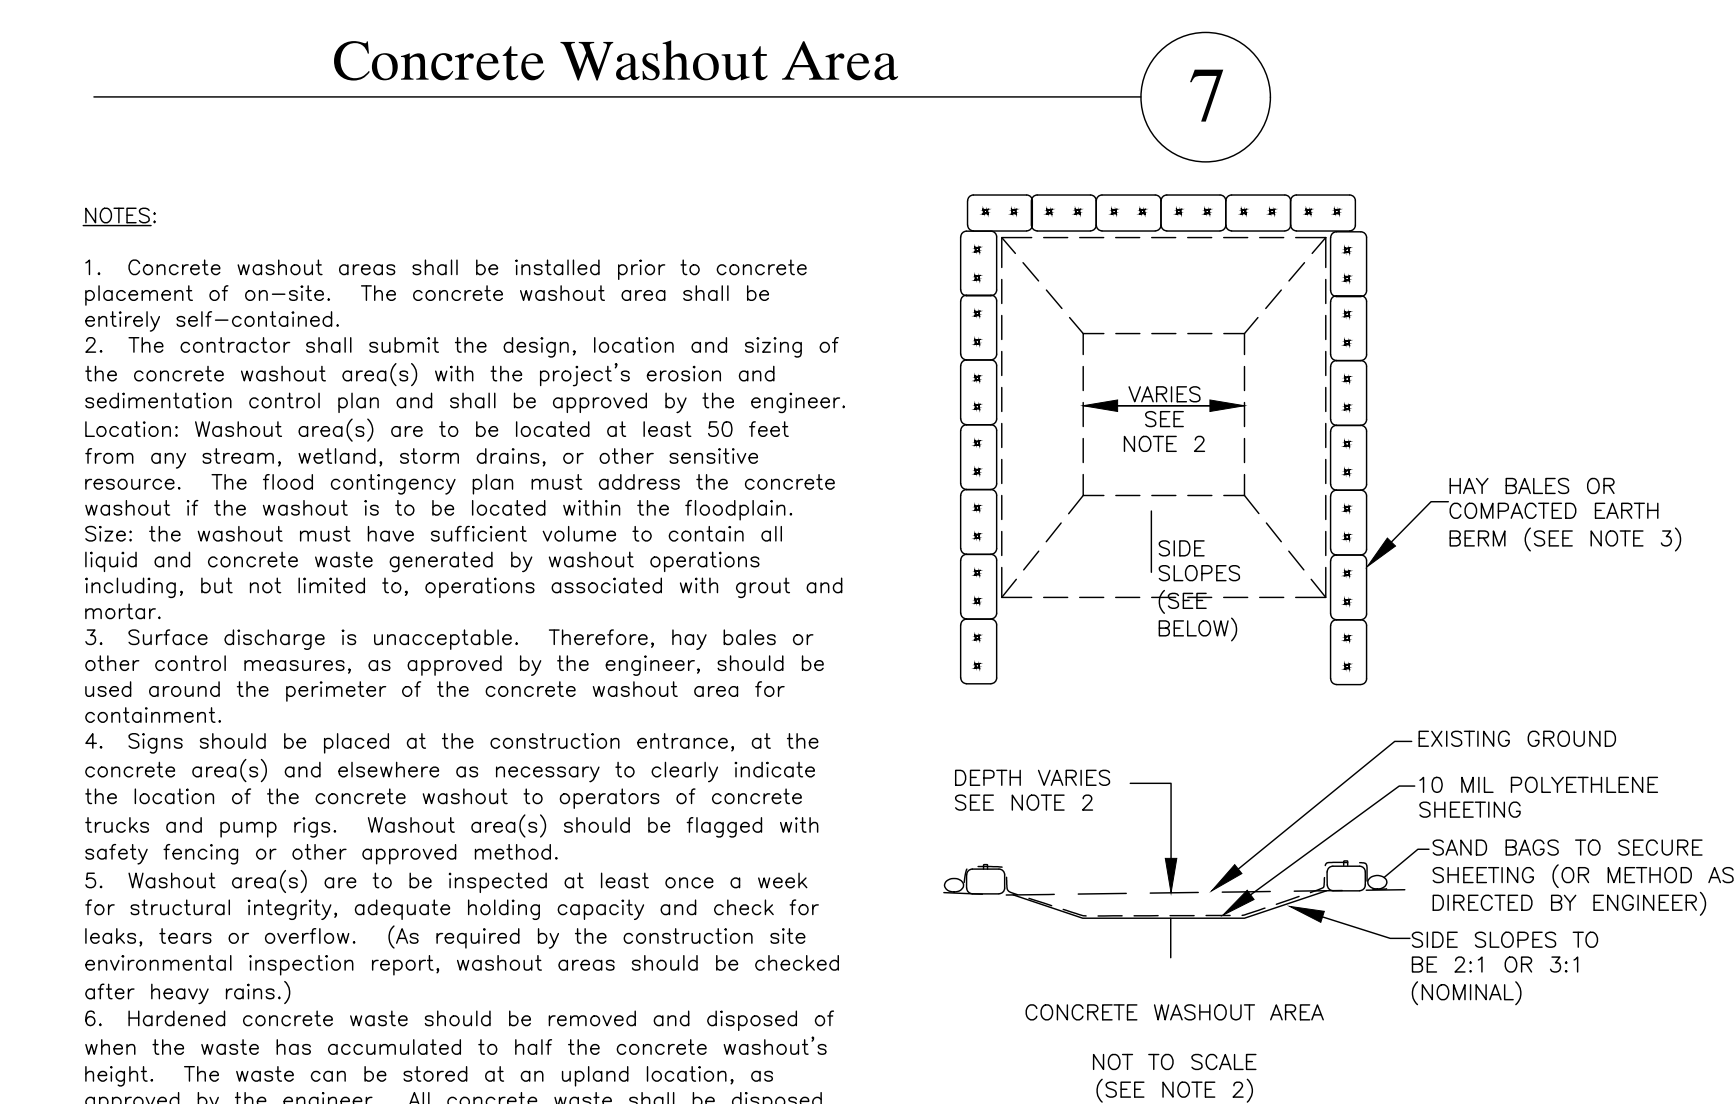 Concrete Washout Area
7
NOTES:
1. Concrete washout areas shall be installed prior to concrete
placement of on-site. The concrete washout area shall be
entirely self-contained.
2. The contractor shall submit the design, location and sizing of
the concrete washout area(s) with the project's erosion and
sedimentation control plan and shall be approved by the engineer.
Location: Washout area(s) are to be located at least 50 feet
from any stream, wetland, storm drains, or other sensitive
resource. The flood contingency plan must address the concrete
washout if the washout is to be located within the floodplain.
Size: the washout must have sufficient volume to contain all
liquid and concrete waste generated by washout operations
including, but not limited to, operations associated with grout and
mortar.
3. Surface discharge is unacceptable. Therefore, hay bales or
other control measures, as approved by the engineer, should be
used around the perimeter of the concrete washout area for
containment.
4. Signs should be placed at the construction entrance, at the
concrete area(s) and elsewhere as necessary to clearly indicate
the location of the concrete washout to operators of concrete
trucks and pump rigs. Washout area(s) should be flagged with
safety fencing or other approved method.
5. Washout area(s) are to be inspected at least once a week
for structural integrity, adequate holding capacity and check for
leaks, tears or overflow. (As required by the construction site
environmental inspection report, washout areas should be checked
after heavy rains.)
6. Hardened concrete waste should be removed and disposed of
when the waste has accumulated to half the concrete washout's
height. The waste can be stored at an upland location, as
approved by the engineer. All concrete waste shall be disposed
VARIES
SEE
NOTE 2
HAY BALES OR
COMPACTED EARTH
BERM (SEE NOTE 3)
SIDE
SLOPES
(SEE
BELOW)
EXISTING GROUND
DEPTH VARIES
SEE NOTE 2
10 MIL POLYETHLENE
SHEETING
SAND BAGS TO SECURE
SHEETING (OR METHOD AS
DIRECTED BY ENGINEER)
SIDE SLOPES TO
BE 2:1 OR 3:1
(NOMINAL)
CONCRETE WASHOUT AREA
NOT TO SCALE
(SEE NOTE 2)